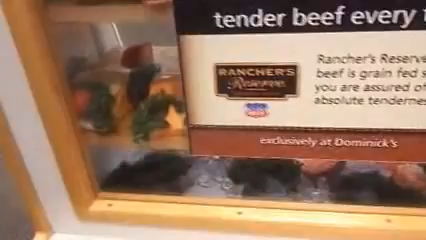 tender beef every
RANCHER'S
Reserve
Rancher's Reserve
beef is grain fed
you are assured of
absolute tenderne
exclusively at Dominick's